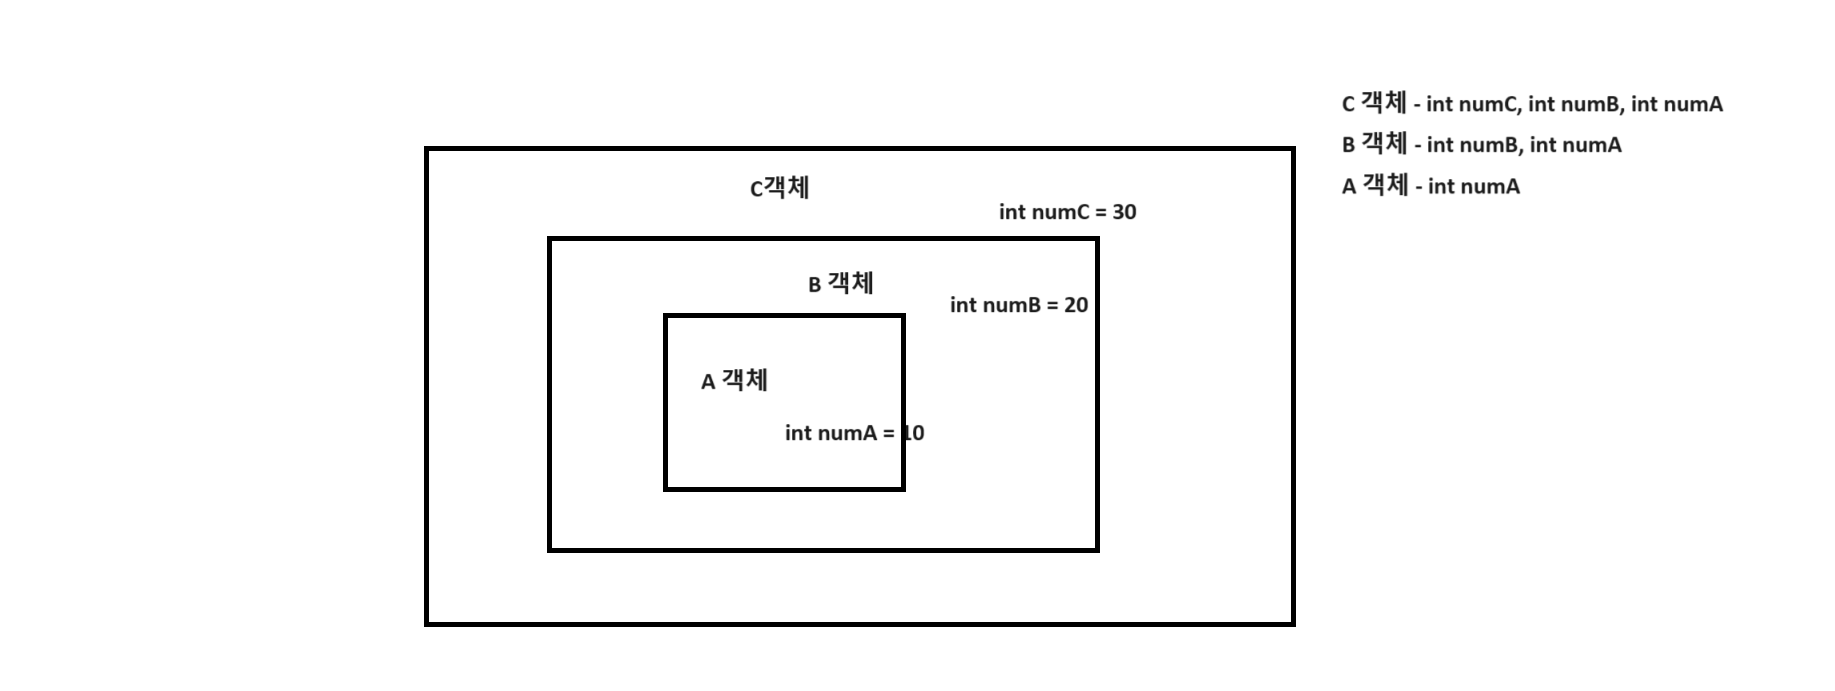 C 객체 - int numC, int numB, int numA
B 객체 - int numB, int numA
A 객체 - int numA
C객체
int numC = 30
B 객체
int numB = 20
A 객체
int numA = 10